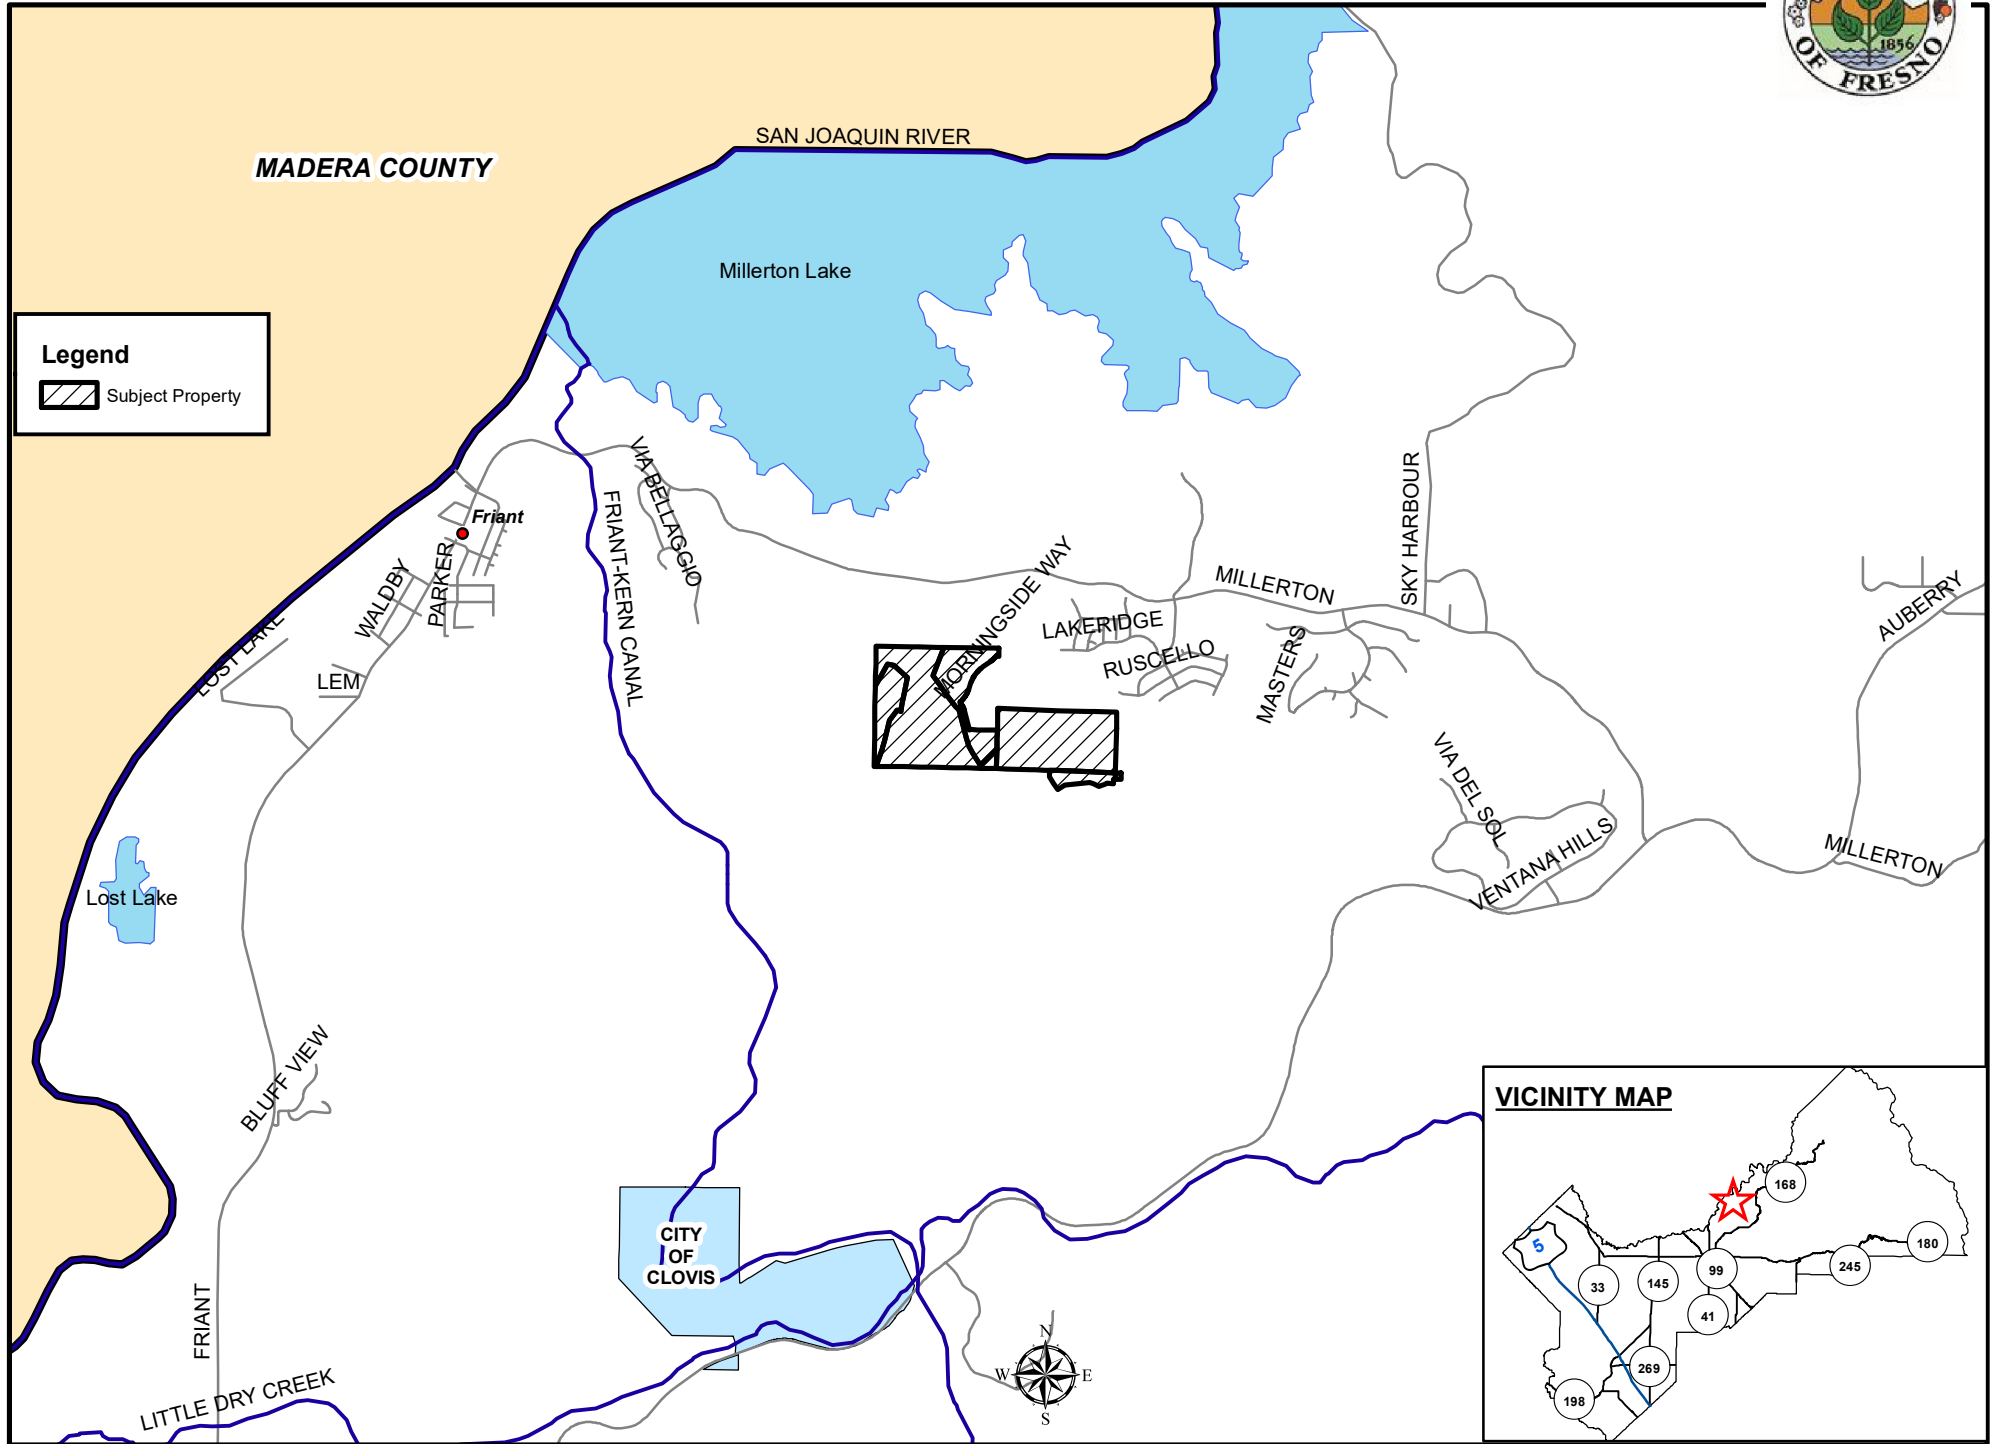 1856
OF FRESNO
SAN JOAQUIN RIVER
MADERA COUNTY
Millerton Lake
Legend
Subject Property
VIA BELLAGIO
SKY HARBOUR
Friant
FRIANT-KERN CANAL
MORNINGSIDE WAY
MILLERTON
WALDBY
PARKER
AUBERRY
LOST LAKE
LAKERIDGE
RUSCELLO
MASTERS
LEM
VIA DEL SOL
VENTANA HILLS
MILLERTON
Lost Lake
BLUFF VIEW
VICINITY MAP
168
180
5
245
99
145
33
41
269
198
CITY
OF
CLOVIS
FRIANT
N
W
E
S
LITTLE DRY CREEK